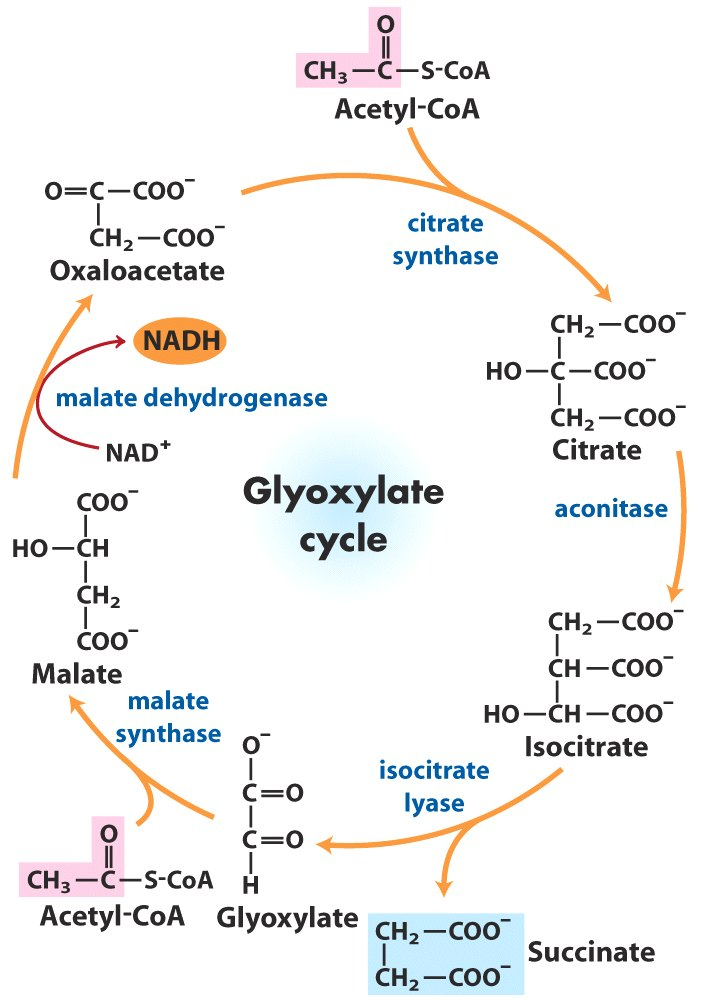 O
CH₃—C—S-CoA
Acetyl-CoA
O=C—COO⁻
CH₂—COO⁻
Oxaloacetate
citrate
synthase
NADH
malate dehydrogenase
NAD⁺
CH₂—COO⁻
HO—C—COO⁻
CH₂—COO⁻
Citrate
aconitase
Glyoxylate
cycle
COO⁻
HO—CH
CH₂
COO⁻
Malate
malate
synthase
CH₂—COO⁻
CH—COO⁻
HO—CH—COO⁻
Isocitrate
isocitrate
lyase
O⁻
C=O
C=O
H
Glyoxylate
O
CH₃—C—S-CoA
Acetyl-CoA
CH₂—COO⁻
CH₂—COO⁻
Succinate